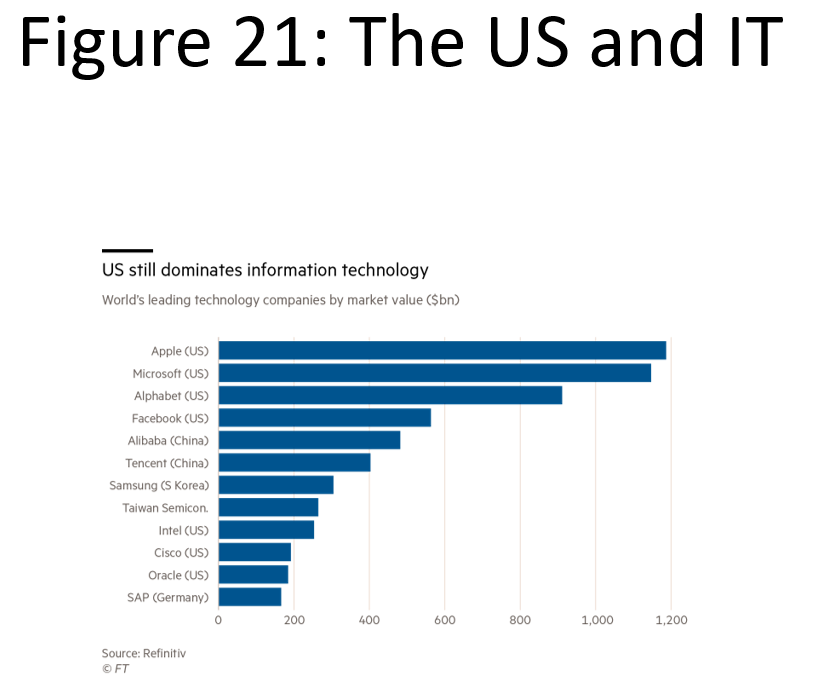 Figure 21: The US and IT
US still dominates information technology
World's leading technology companies by market value ($bn)
Apple (US)
Microsoft (US)
Alphabet (US)
Facebook (US)
Alibaba (China)
Tencent (China)
Samsung (S Korea)
Taiwan Semicon.
Intel (US)
Cisco (US)
Oracle (US)
SAP (Germany)
0 200 400 600 800 1,000 1,200
Source: Refinitiv
© FT